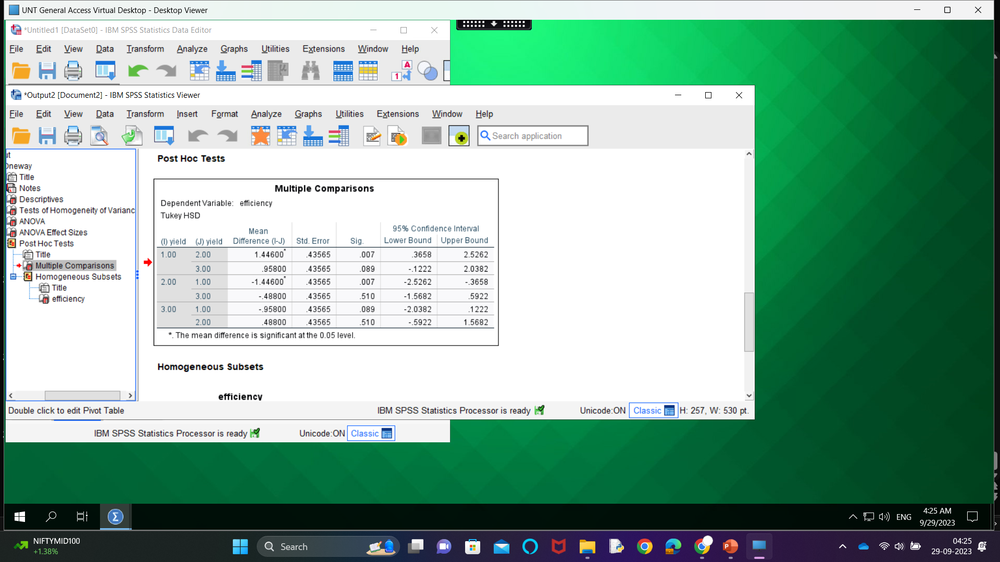 UNT General Access Virtual Desktop - Desktop Viewer
*Untitled1 [DataSet0] - IBM SPSS Statistics Data Editor
File Edit View Data Transform Analyze Graphs Utilities Extensions Window Help
*Output2 [Document2] - IBM SPSS Statistics Viewer
File Edit View Data Transform Insert Format Analyze Graphs Utilities Extensions Window Help
Search application
ut
Oneway
Title
Notes
Descriptives
Tests of Homogeneity of Varianc
ANOVA
ANOVA Effect Sizes
Post Hoc Tests
Title
Multiple Comparisons
Homogeneous Subsets
Title
efficiency
Post Hoc Tests
Multiple Comparisons
Dependent Variable: efficiency
Tukey HSD
(I) yield (J) yield Mean Difference (I-J) Std. Error Sig. 95% Confidence Interval
Lower Bound Upper Bound
1.00 2.00 1.44600* .43565 .007 .3658 2.5262
3.00 .95800 .43565 .089 -.1222 2.0382
2.00 1.00 -1.44600* .43565 .007 -2.5262 -.3658
3.00 -.48800 .43565 .510 -1.5682 .5922
3.00 1.00 -.95800 .43565 .089 -2.0382 .1222
2.00 .48800 .43565 .510 -.5922 1.5682
*. The mean difference is significant at the 0.05 level.
Homogeneous Subsets
efficiency
Double click to edit Pivot Table IBM SPSS Statistics Processor is ready Unicode:ON Classic H: 257, W: 530 pt.
IBM SPSS Statistics Processor is ready Unicode:ON Classic
ENG
4:25 AM
9/29/2023
NIFTYMID100
+1.38%
Search
04:25
29-09-2023